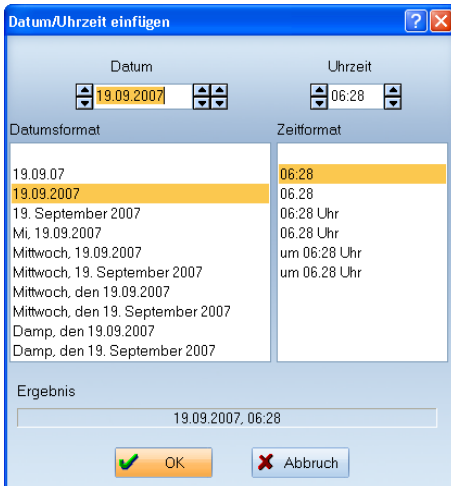 Datum/Uhrzeit einfügen
Datum Uhrzeit
19.09.2007 06:28
Datumsformat Zeitformat
19.09.07
19.09.2007
19. September 2007
Mi, 19.09.2007
Mittwoch, 19.09.2007
Mittwoch, 19. September 2007
Mittwoch, den 19.09.2007
Mittwoch, den 19. September 2007
Damp, den 19.09.2007
Damp, den 19. September 2007
06:28
06.28
06:28 Uhr
06.28 Uhr
um 06:28 Uhr
um 06.28 Uhr
Ergebnis
19.09.2007, 06:28
OK Abbruch